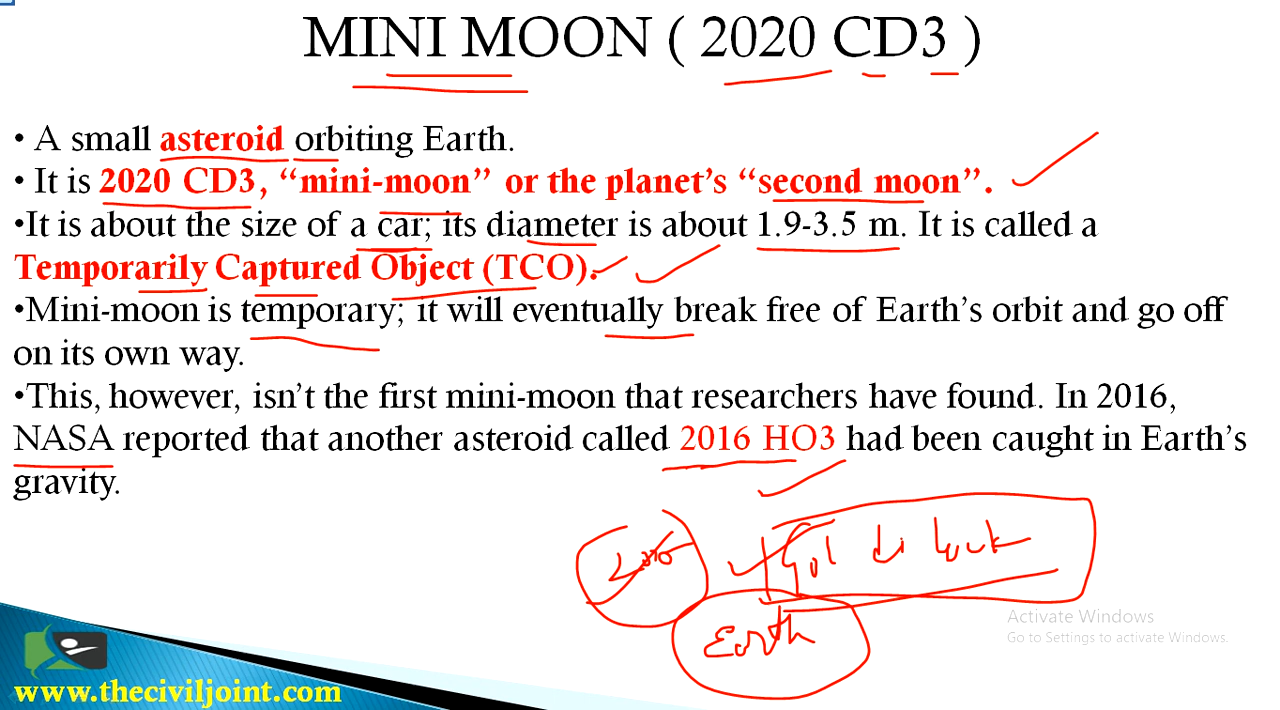 MINI MOON ( 2020 CD3 )
• A small asteroid orbiting Earth.
• It is 2020 CD3, “mini-moon” or the planet’s “second moon”.
•It is about the size of a car; its diameter is about 1.9-3.5 m. It is called a
Temporarily Captured Object (TCO).
•Mini-moon is temporary; it will eventually break free of Earth’s orbit and go off
on its own way.
•This, however, isn’t the first mini-moon that researchers have found. In 2016,
NASA reported that another asteroid called 2016 HO3 had been caught in Earth’s
gravity.
Gol di lock
Earth
Activate Windows
Go to Settings to activate Windows.
www.theciviljoint.com